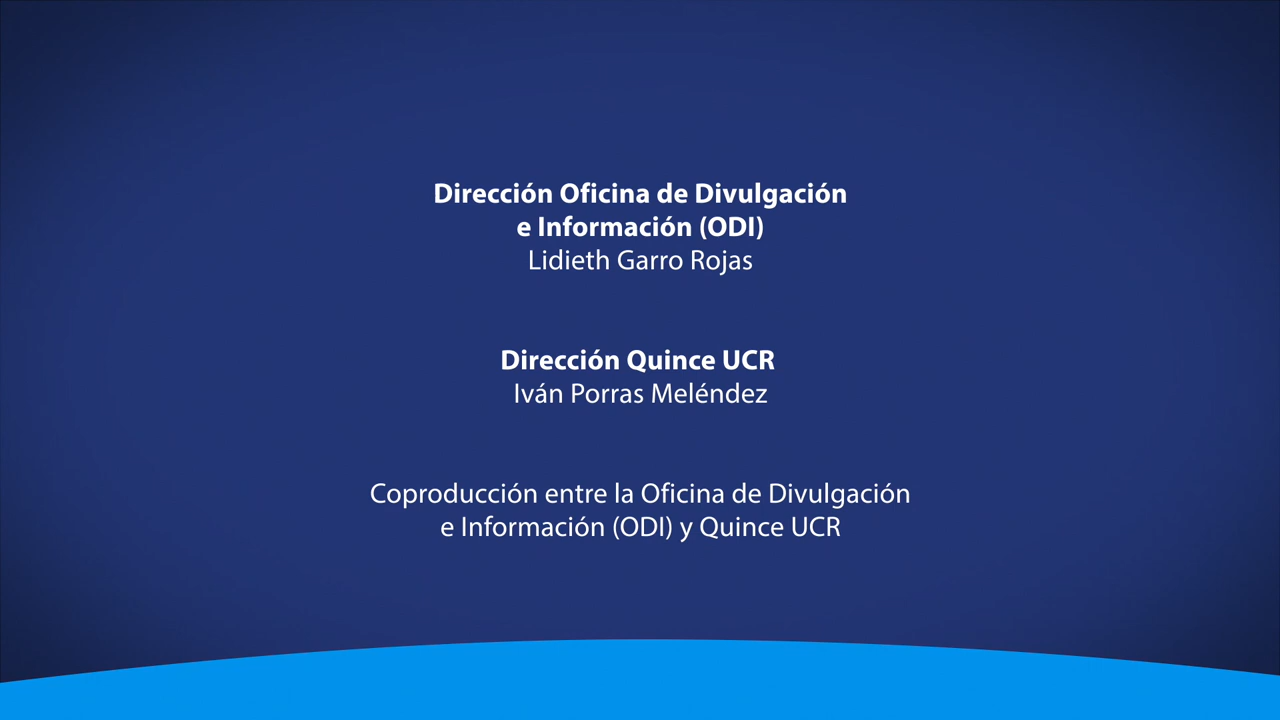 Dirección Oficina de Divulgación
e Información (ODI)
Lidieth Garro Rojas
Dirección Quince UCR
Iván Porras Meléndez
Coproducción entre la Oficina de Divulgación
e Información (ODI) y Quince UCR